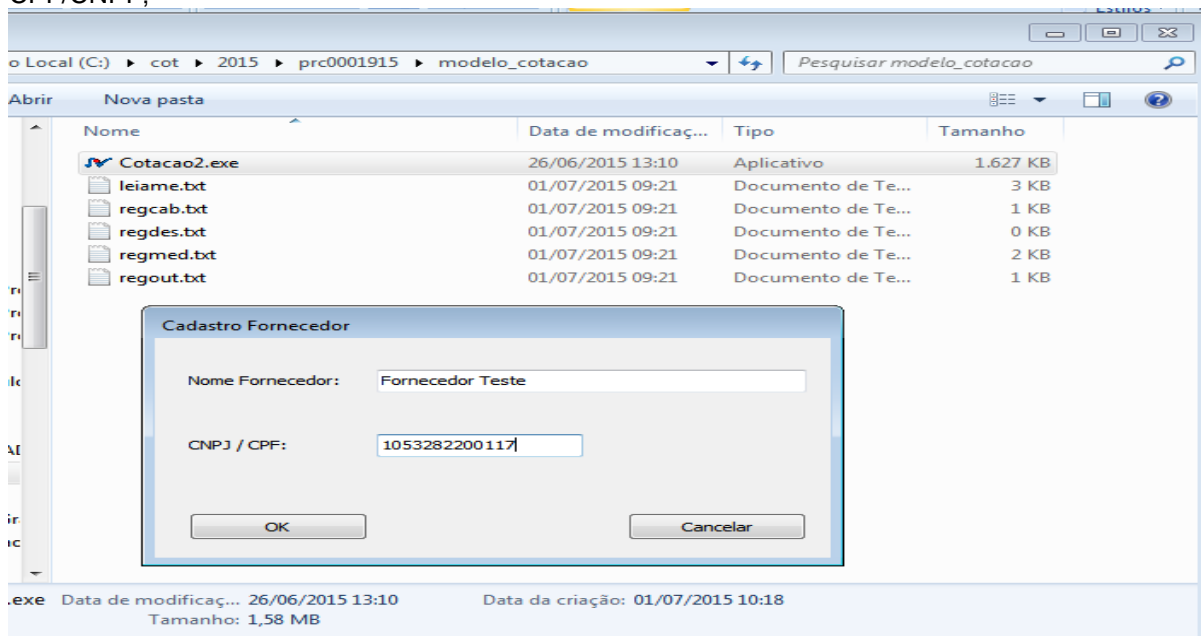 CPF/CNPF;
Estilos
o Local (C:) ▸ cot ▸ 2015 ▸ prc0001915 ▸ modelo_cotacao
Pesquisar modelo_cotacao
Abrir Nova pasta
Nome Data de modificaç... Tipo Tamanho
Cotacao2.exe 26/06/2015 13:10 Aplicativo 1.627 KB
leiame.txt 01/07/2015 09:21 Documento de Te... 3 KB
regcab.txt 01/07/2015 09:21 Documento de Te... 1 KB
regdes.txt 01/07/2015 09:21 Documento de Te... 0 KB
regmed.txt 01/07/2015 09:21 Documento de Te... 2 KB
regout.txt 01/07/2015 09:21 Documento de Te... 1 KB
Cadastro Fornecedor
Nome Fornecedor: Fornecedor Teste
CNPJ / CPF: 1053282200117
OK Cancelar
.exe Data de modificaç... 26/06/2015 13:10 Data da criação: 01/07/2015 10:18
Tamanho: 1,58 MB